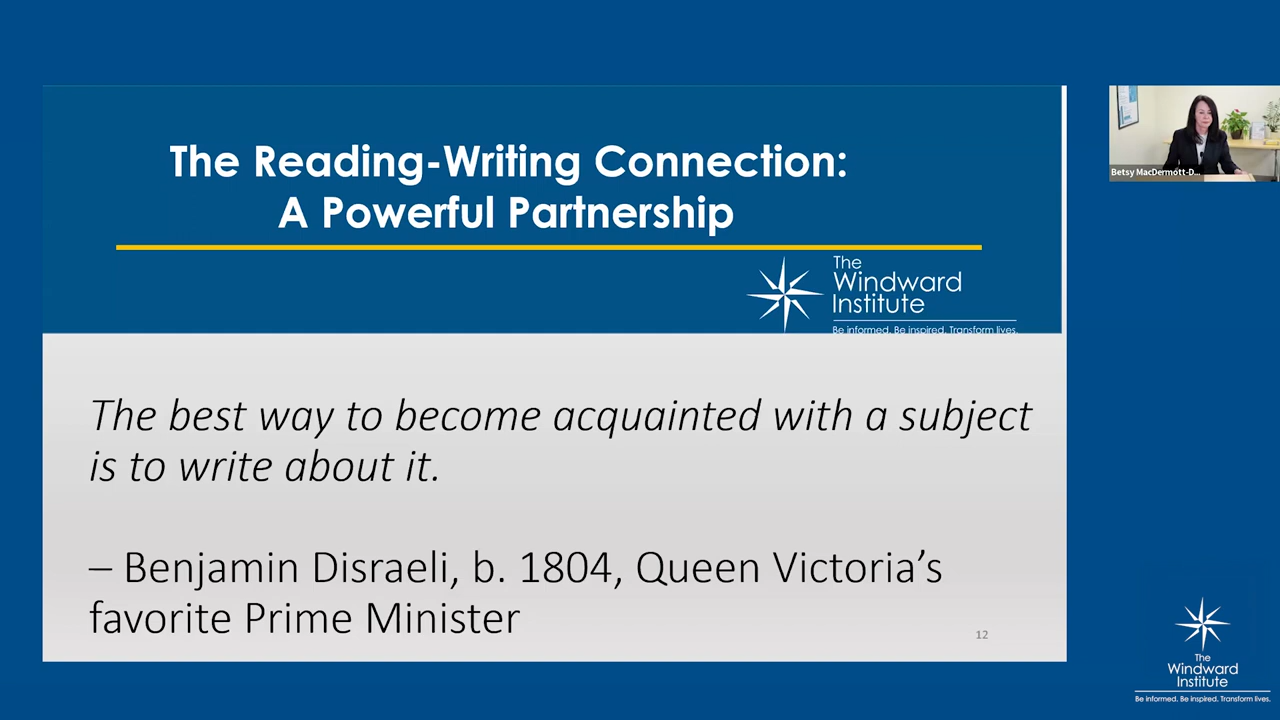 The Reading-Writing Connection:
A Powerful Partnership
The
Windward
Institute
Be informed. Be inspired. Transform lives.
The best way to become acquainted with a subject
is to write about it.
– Benjamin Disraeli, b. 1804, Queen Victoria’s
favorite Prime Minister
12
Betsy MacDermott-D...
The
Windward
Institute
Be informed. Be inspired. Transform lives.